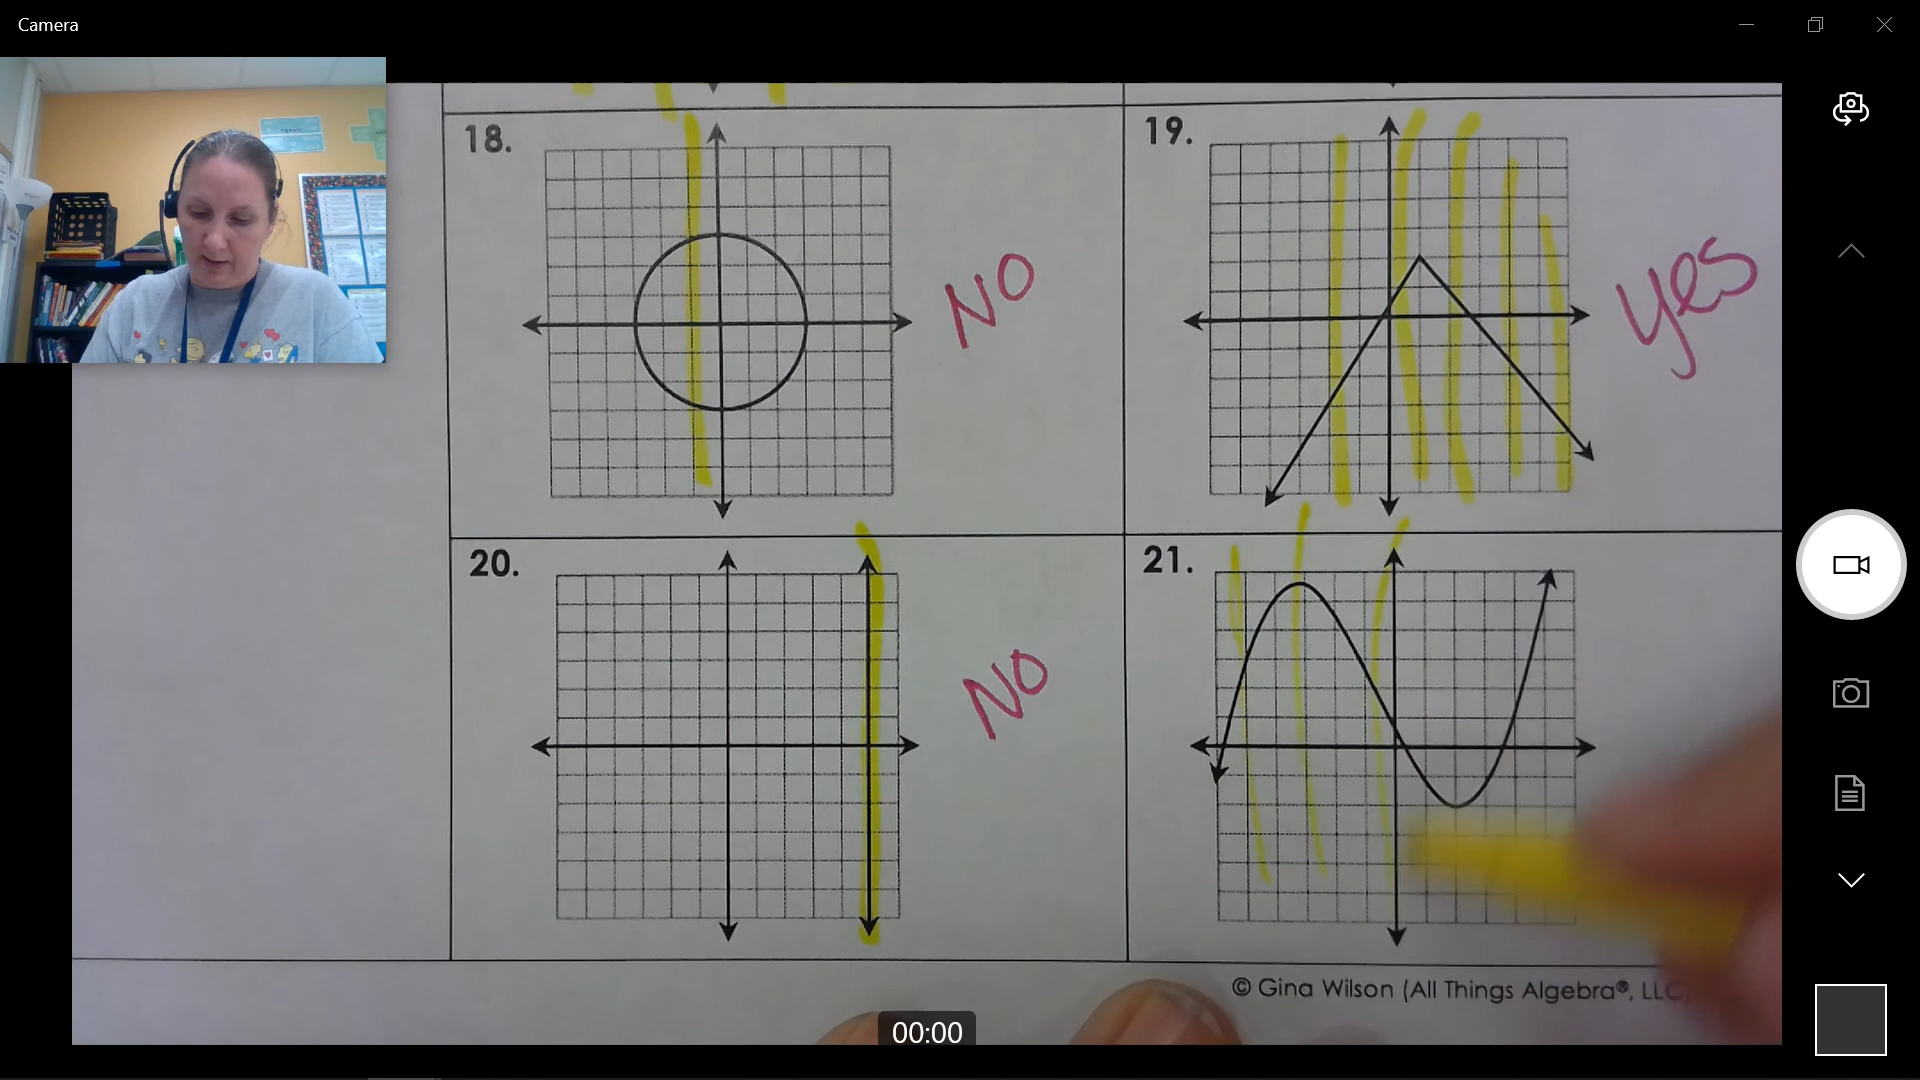 Camera
18.
NO
19.
yes
20.
NO
21.
© Gina Wilson (All Things Algebra®, LLC
00:00